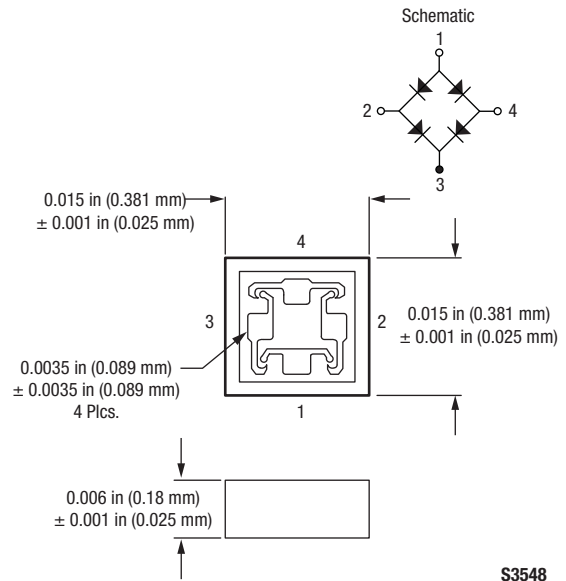 Schematic
1
2
4
3
0.015 in (0.381 mm)
± 0.001 in (0.025 mm)
4
3
2
0.015 in (0.381 mm)
± 0.001 in (0.025 mm)
0.0035 in (0.089 mm)
± 0.0035 in (0.089 mm)
4 Plcs.
1
0.006 in (0.18 mm)
± 0.001 in (0.025 mm)
S3548